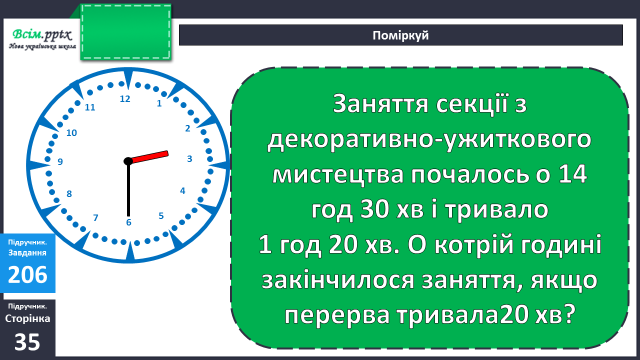 Всім.pptx
Нова українська школа
Поміркуй
12
11
1
10
2
9
3
8
4
7
5
6
Заняття секції з
декоративно-ужиткового
мистецтва почалось о 14
год 30 хв і тривало
1 год 20 хв. О котрій годині
закінчилося заняття, якщо
перерва тривала20 хв?
Підручник.
Завдання
206
Підручник.
Сторінка
35